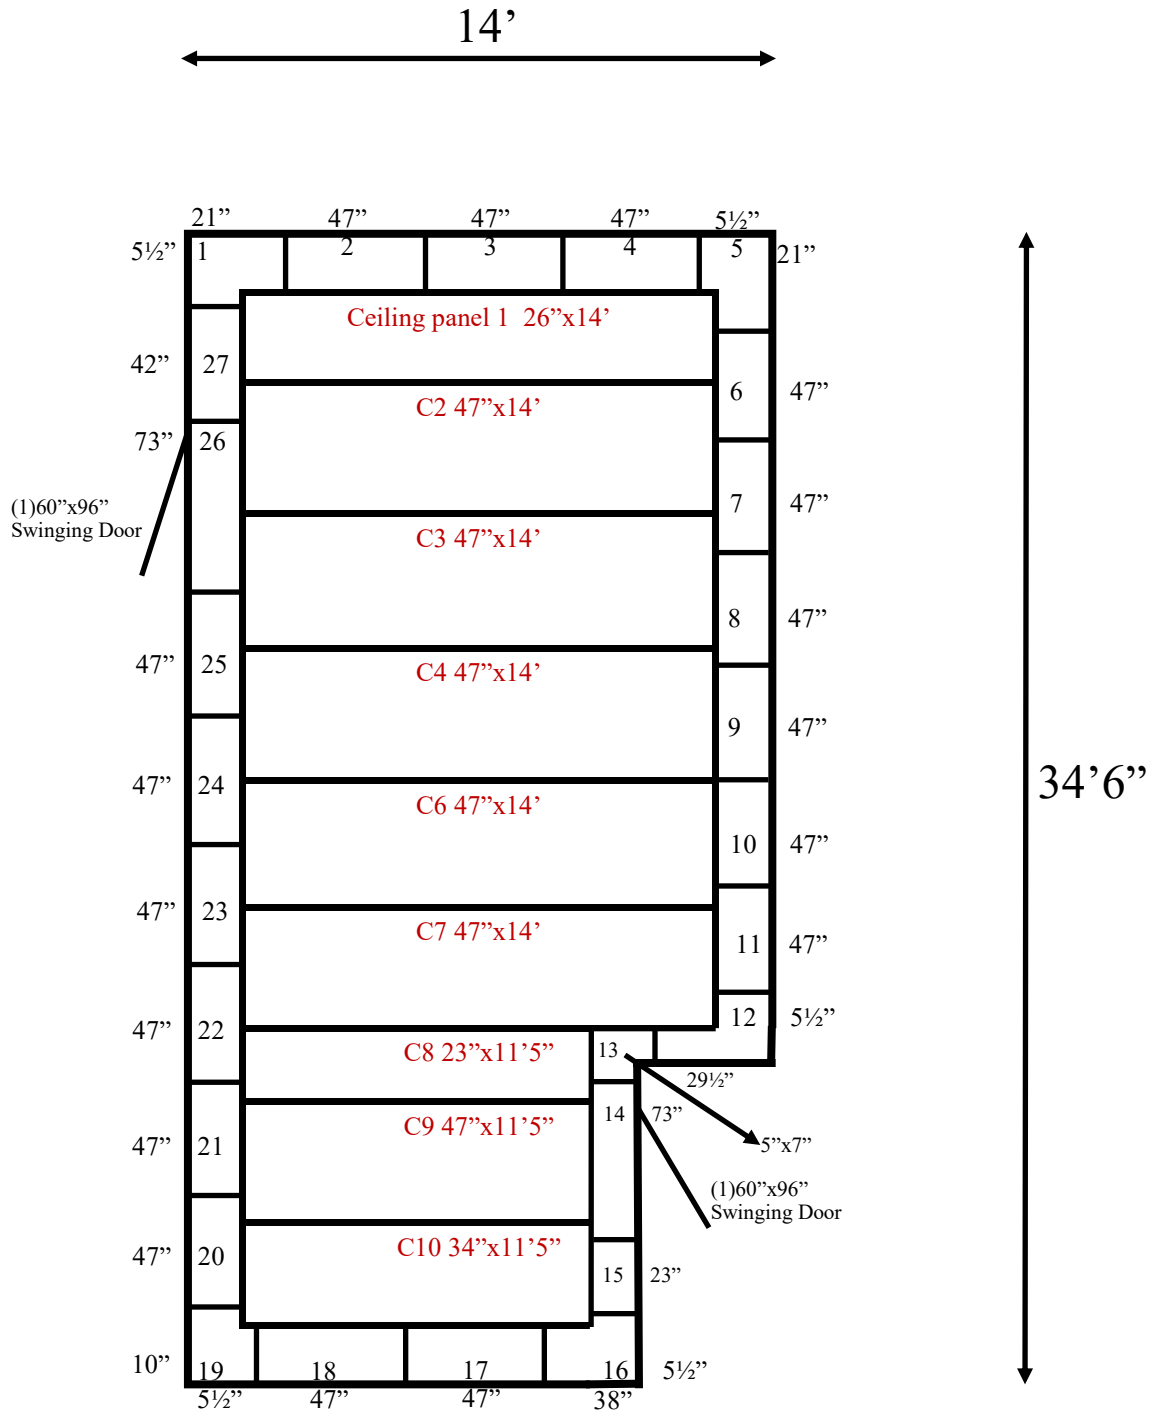 14’
21” 47” 47” 47” 5½”
5½” 1 2 3 4 5 21”
Ceiling panel 1 26”x14’
42” 27
C2 47”x14’
6 47”
73” 26
(1)60”x96”
Swinging Door
C3 47”x14’
7 47”
8 47”
47” 25
C4 47”x14’
9 47”
34’6”
47” 24
C6 47”x14’
10 47”
47” 23
C7 47”x14’
11 47”
12 5½”
47” 22
C8 23”x11’5”
13
29½”
C9 47”x11’5”
14 73”
47” 21
5”x7”
(1)60”x96”
Swinging Door
47” 20
C10 34”x11’5”
15 23”
10” 19 18 17 16 5½”
5½” 47” 47” 38”